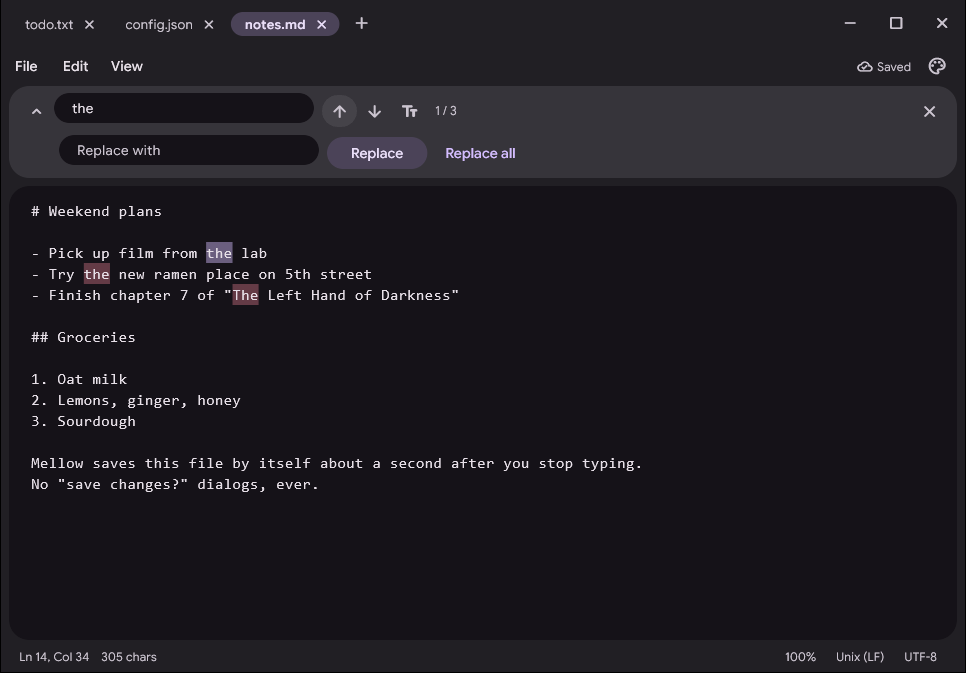 todo.txt config.json notes.md
File Edit View Saved
the 1 / 3
Replace with Replace Replace all
# Weekend plans
- Pick up film from the lab
- Try the new ramen place on 5th street
- Finish chapter 7 of "The Left Hand of Darkness"
## Groceries
1. Oat milk
2. Lemons, ginger, honey
3. Sourdough
Mellow saves this file by itself about a second after you stop typing.
No "save changes?" dialogs, ever.
Ln 14, Col 34 305 chars 100% Unix (LF) UTF-8